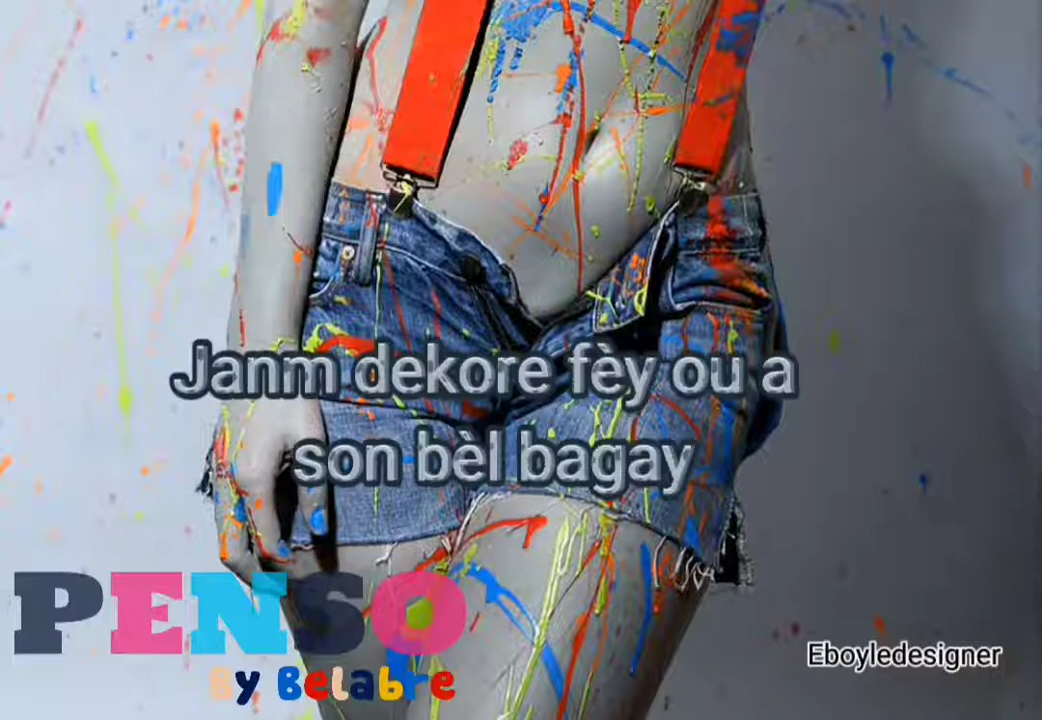 Janm dekore fèy ou a
son bèl bagay
PENSO
By Belabre
Eboyledesigner